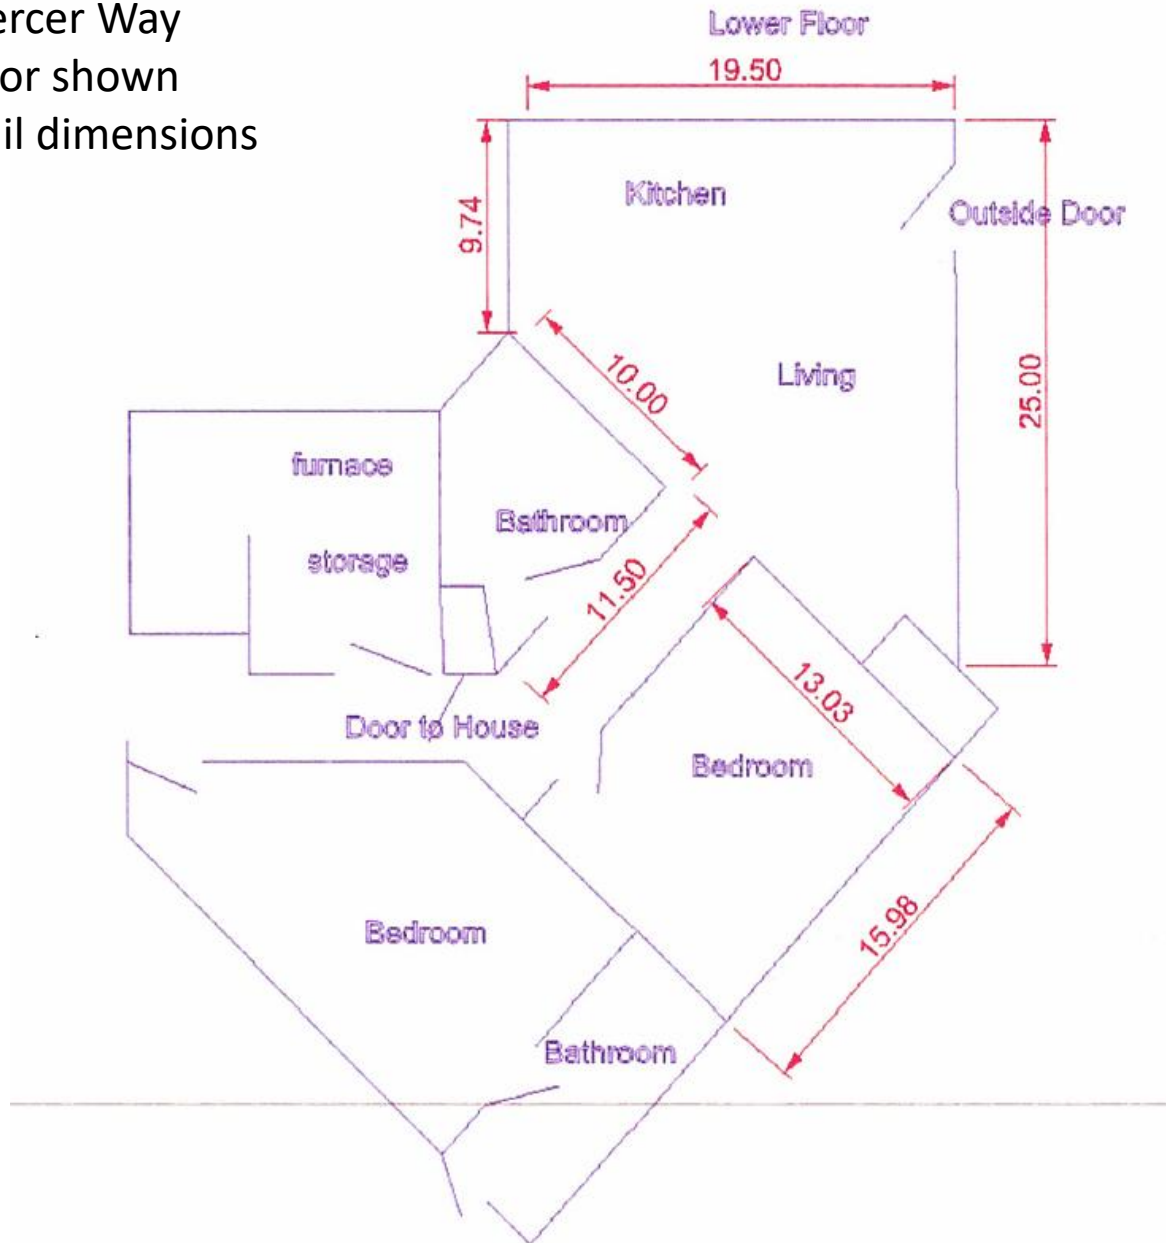 ercer Way
or shown
il dimensions
Lower Floor
19.50
9.74
Kitchen
Outside Door
10.00
Living
25.00
furnace
Bathroom
storage
11.50
13.03
Door to House
Bedroom
15.98
Bedroom
Bathroom